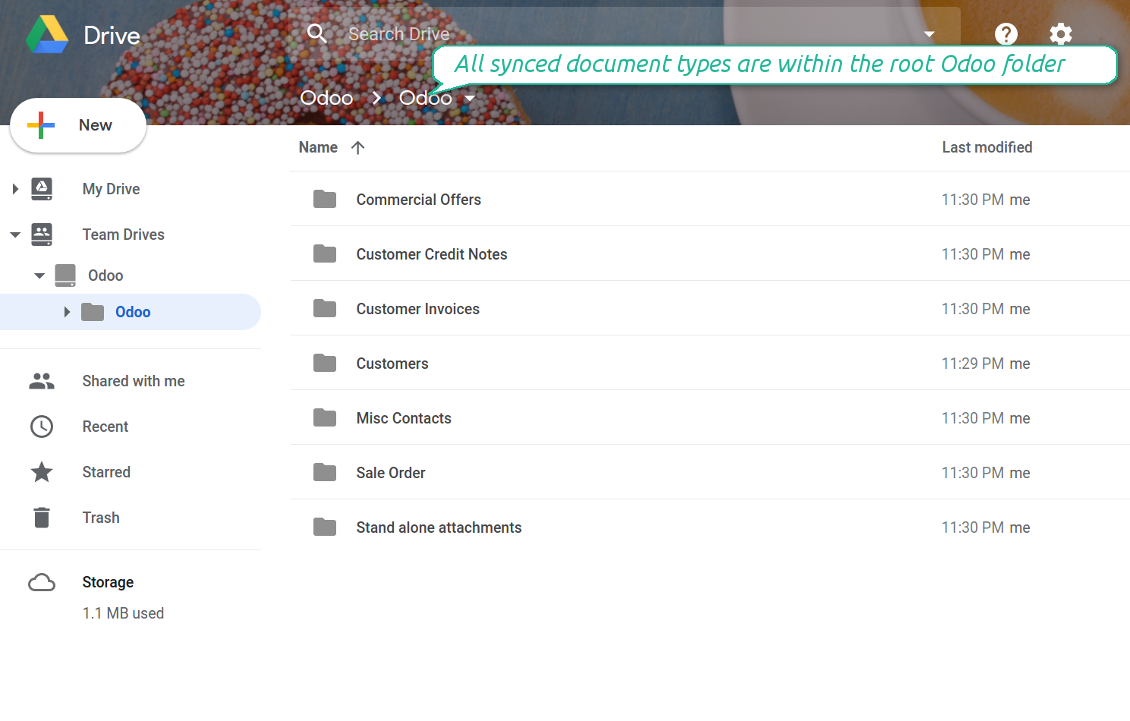 Drive
Search Drive
All synced document types are within the root Odoo folder
Odoo > Odoo
New
Name
Last modified
My Drive
Team Drives
Odoo
Odoo
Shared with me
Recent
Starred
Trash
Storage
1.1 MB used
Commercial Offers 11:30 PM me
Customer Credit Notes 11:30 PM me
Customer Invoices 11:30 PM me
Customers 11:29 PM me
Misc Contacts 11:30 PM me
Sale Order 11:30 PM me
Stand alone attachments 11:30 PM me